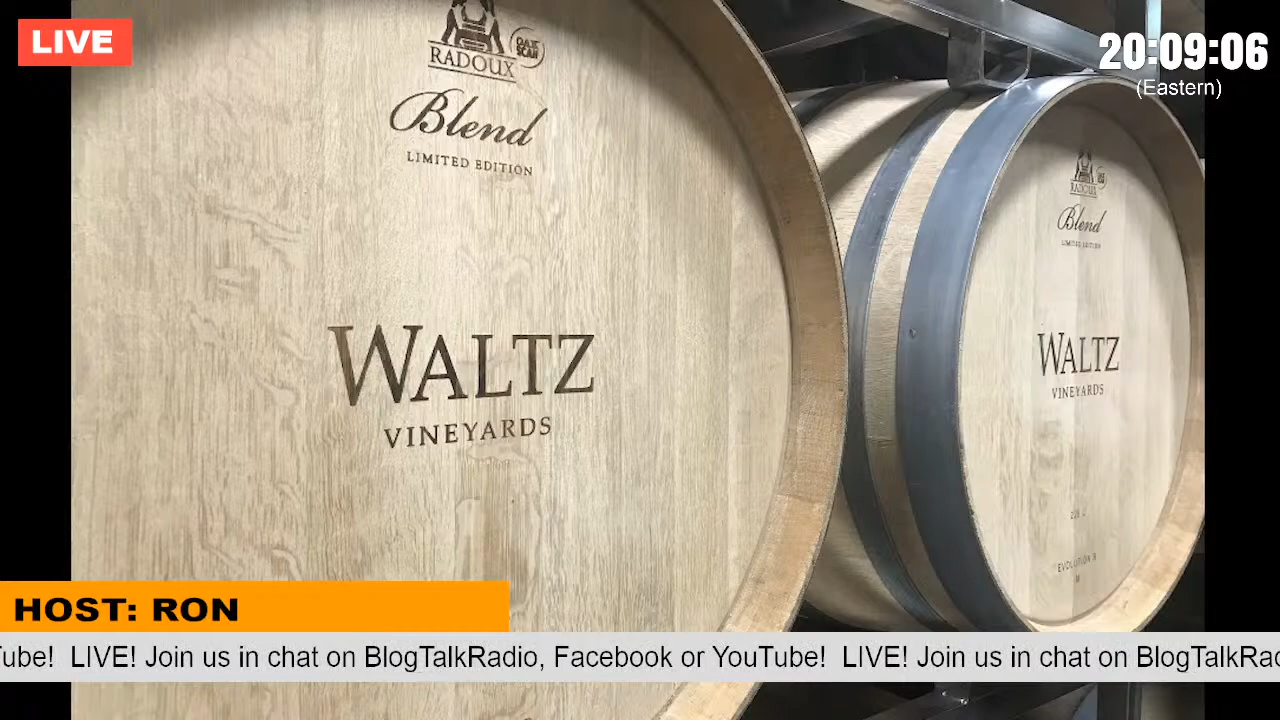 LIVE
20:09:06
(Eastern)
RADOUX
OAK
SCAN
Blend
LIMITED EDITION
WALTZ
VINEYARDS
RADOUX
Blend
LIMITED EDITION
WALTZ
VINEYARDS
EVOLUTION
HOST: RON
Tube! LIVE! Join us in chat on BlogTalkRadio, Facebook or YouTube! LIVE! Join us in chat on BlogTalkRad